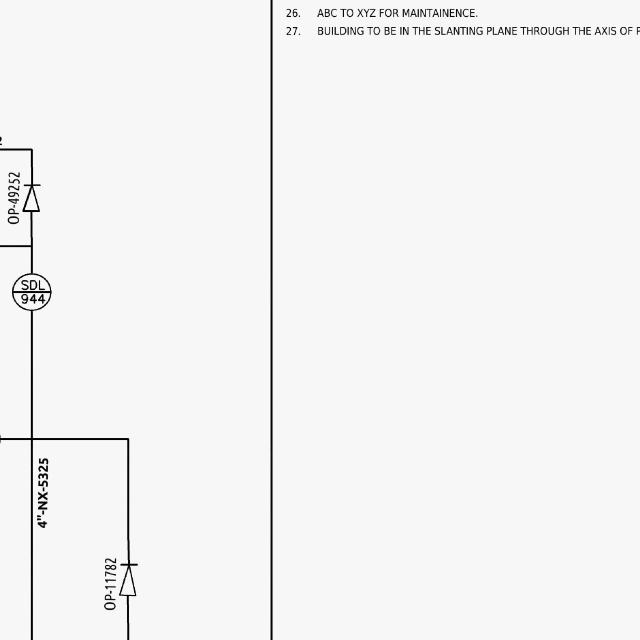 26. ABC TO XYZ FOR MAINTAINENCE.
27. BUILDING TO BE IN THE SLANTING PLANE THROUGH THE AXIS OF
OP-49252
SDL
944
4"-NX-5325
OP-11782